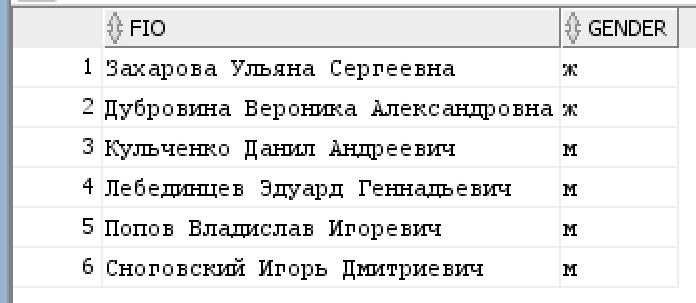 FIO GENDER
1 Захарова Ульяна Сергеевна ж
2 Дубровина Вероника Александровна ж
3 Кульченко Данил Андреевич м
4 Лебединцев Эдуард Геннадьевич м
5 Попов Владислав Игоревич м
6 Сноговский Игорь Дмитриевич м